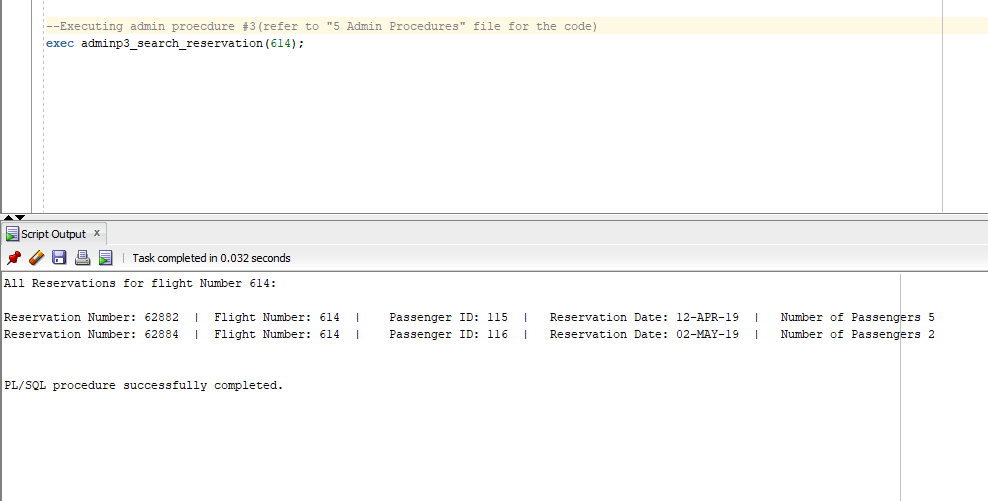 --Executing admin proecdure #3(refer to "5 Admin Procedures" file for the code)
exec adminp3_search_reservation(614);
Script Output x
Task completed in 0.032 seconds
All Reservations for flight Number 614:
Reservation Number: 62882 | Flight Number: 614 | Passenger ID: 115 | Reservation Date: 12-APR-19 | Number of Passengers 5
Reservation Number: 62884 | Flight Number: 614 | Passenger ID: 116 | Reservation Date: 02-MAY-19 | Number of Passengers 2
PL/SQL procedure successfully completed.